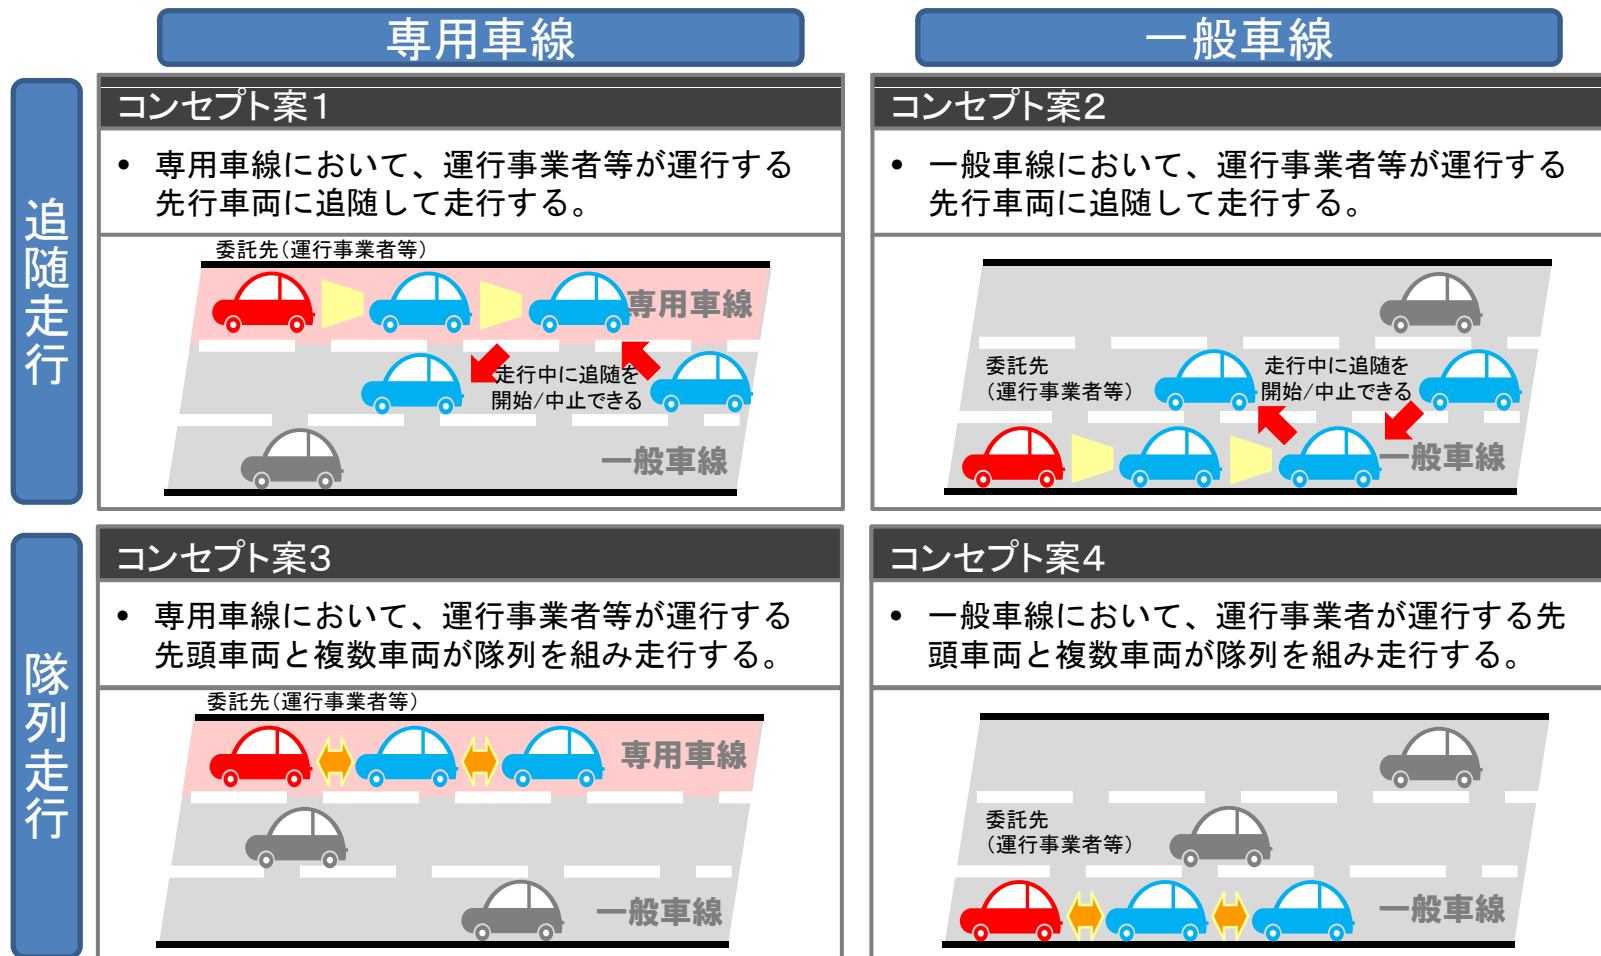 専用車線
一般車線
追随走行
コンセプト案1
• 専用車線において、運行事業者等が運行する
先行車両に追随して走行する。
委託先(運行事業者等)
専用車線
走行中に追随を
開始/中止できる
一般車線
コンセプト案2
• 一般車線において、運行事業者等が運行する
先行車両に追随して走行する。
委託先
(運行事業者等)
走行中に追随を
開始/中止できる
一般車線
隊列走行
コンセプト案3
• 専用車線において、運行事業者等が運行する
先頭車両と複数車両が隊列を組み走行する。
委託先(運行事業者等)
専用車線
一般車線
コンセプト案4
• 一般車線において、運行事業者が運行する先
頭車両と複数車両が隊列を組み走行する。
委託先
(運行事業者等)
一般車線